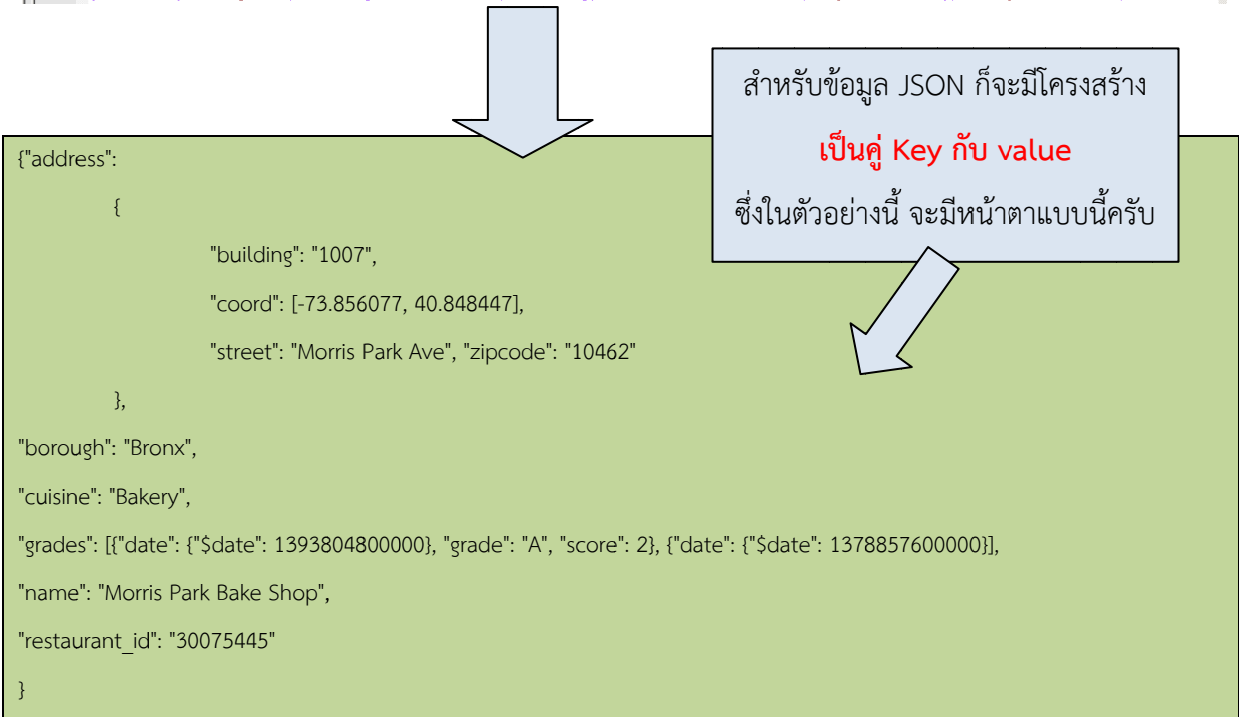 สำหรับข้อมูล JSON ก็จะมีโครงสร้าง
เป็นคู่ Key กับ value
ซึ่งในตัวอย่างนี้ จะมีหน้าตาแบบนี้ครับ
{"address":
{
"building": "1007",
"coord": [-73.856077, 40.848447],
"street": "Morris Park Ave", "zipcode": "10462"
},
"borough": "Bronx",
"cuisine": "Bakery",
"grades": [{"date": {"$date": 1393804800000}, "grade": "A", "score": 2}, {"date": {"$date": 1378857600000}],
"name": "Morris Park Bake Shop",
"restaurant_id": "30075445"
}